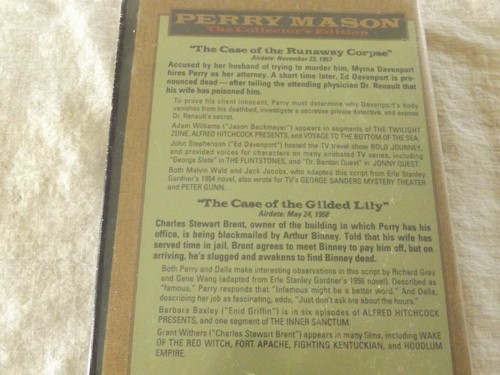 PERRY MASON
The Collector's Edition
"The Case of the Runaway Corpse"
Airdate: November 23, 1957
Accused by her husband of trying to murder him, Myrna Davenport
hires Perry as her attorney. A short time later, Ed Davenport is pro-
nounced dead — after telling the attending physician Dr. Renault that
his wife has poisoned him.
To prove his client innocent, Perry must determine why Davenport's body
vanishes from his deathbed, investigate a secretive private detective, and expose
Dr. Renault's secret.
Adam Williams ("Jason Beckmeyer") appears in segments of THE TWILIGHT
ZONE, ALFRED HITCHCOCK PRESENTS, and VOYAGE TO THE BOTTOM OF THE SEA.
John Stephenson ("Ed Davenport") hosted the TV travel show BOLD JOURNEY,
and provided voices for characters on many animated TV series, including
"George Slate" in THE FLINTSTONES, and "Dr. Benton Quest" in JONNY QUEST.
Both Malvin Wald and Jack Jacobs, who adapted this script from Erle Stanley
Gardner's 1954 novel, also wrote for TV's GEORGE SANDERS MYSTERY THEATER
and PETER GUNN.
"The Case of the Gilded Lily"
Airdate: May 24, 1958
Charles Stewart Brent, owner of the building in which Perry has his
office, is being blackmailed by Arthur Binney. Told that his wife has
served time in jail, Brent agrees to meet Binney to pay him off, but on
arriving, he's slugged and awakens to find Binney dead.
Both Perry and Della make interesting observations in this script by Richard Grey
and Gene Wang (adapted from Erle Stanley Gardner's 1956 novel): Described as
"famous," Perry responds that "Infamous might be a better word." And Della,
describing her job as fascinating, adds, "Just don't ask me about the hours."
Barbara Baxley ("Enid Griffin") is in six episodes of ALFRED HITCHCOCK
PRESENTS, and one segment of THE INNER SANCTUM.
Grant Withers ("Charles Stewart Brent") appears in many films, including WAKE
OF THE RED WITCH, FORT APACHE, FIGHTING KENTUCKIAN, and HOODLUM
EMPIRE.